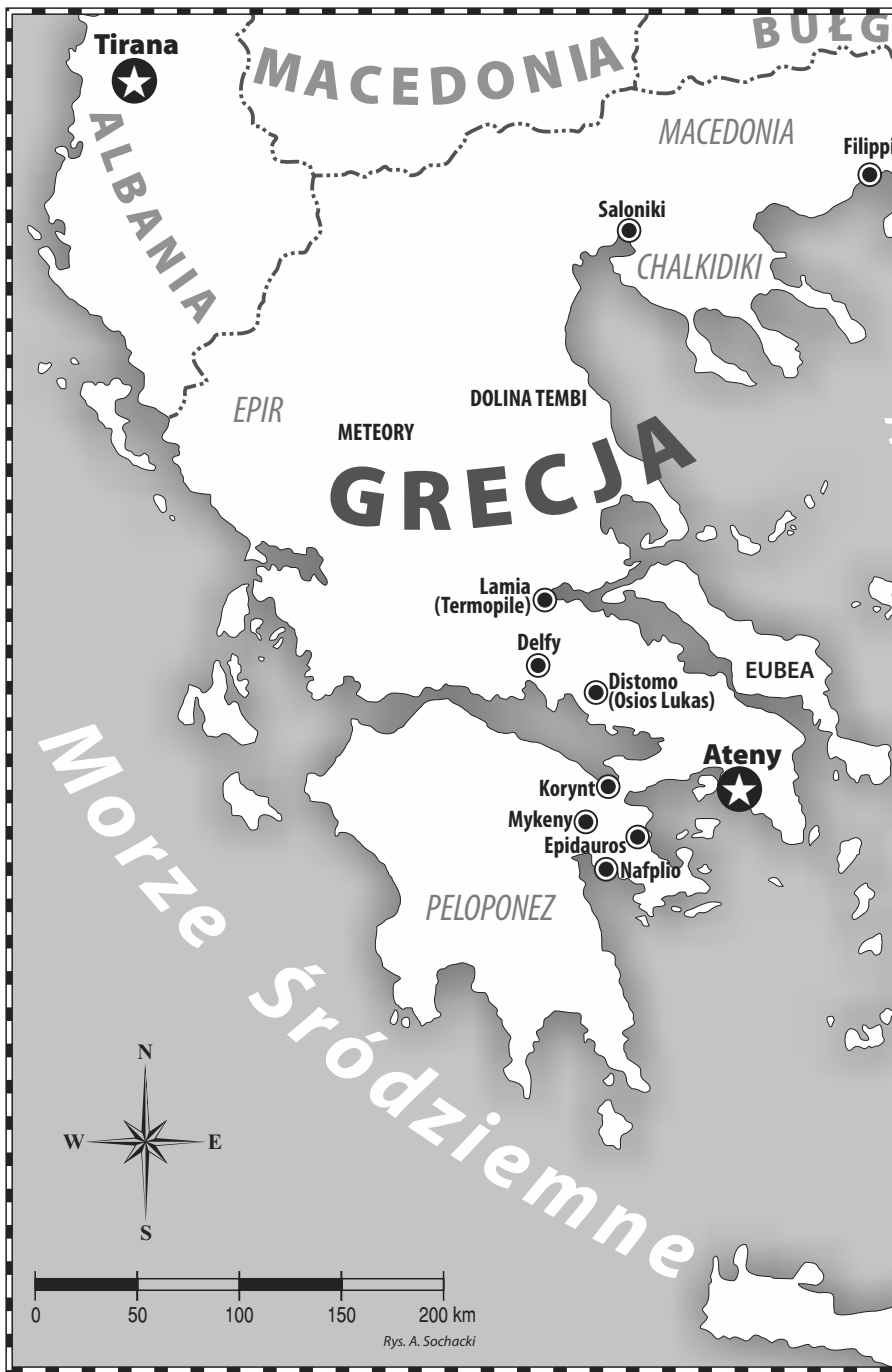 Tirana
MACEDONIA
BUŁG
ALBANIA
MACEDONIA
Filippi
Saloniki
CHALKIDIKI
EPIR
METEORY
DOLINA TEMBI
GRECJA
Lamia
(Termopile)
Delfy
Distomo
(Osios Lukas)
EUBEA
Ateny
Korynt
Mykeny
Epidauros
Nafplio
PELOPONEZ
Morze Śródziemne
N
W E
S
0 50 100 150 200 km
Rys. A. Sochacki